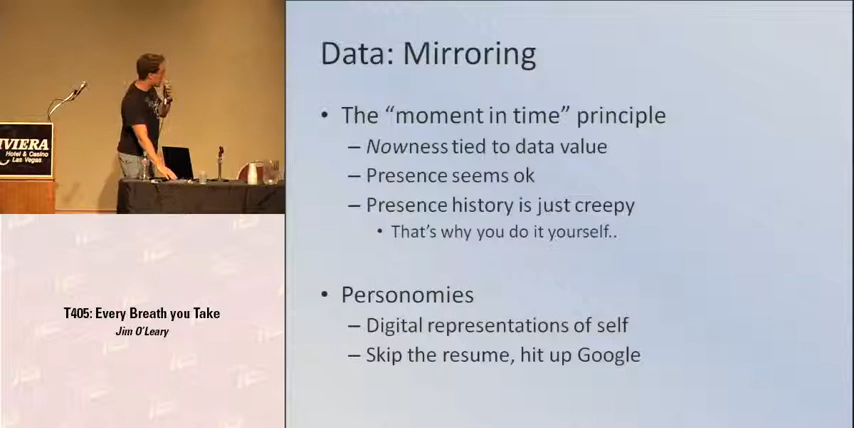 IVIERA
Hotel & Casino
Las Vegas
T405: Every Breath you Take
Jim O'Leary
Data: Mirroring
• The “moment in time” principle
– Nowness tied to data value
– Presence seems ok
– Presence history is just creepy
• That’s why you do it yourself..
• Personomies
– Digital representations of self
– Skip the resume, hit up Google